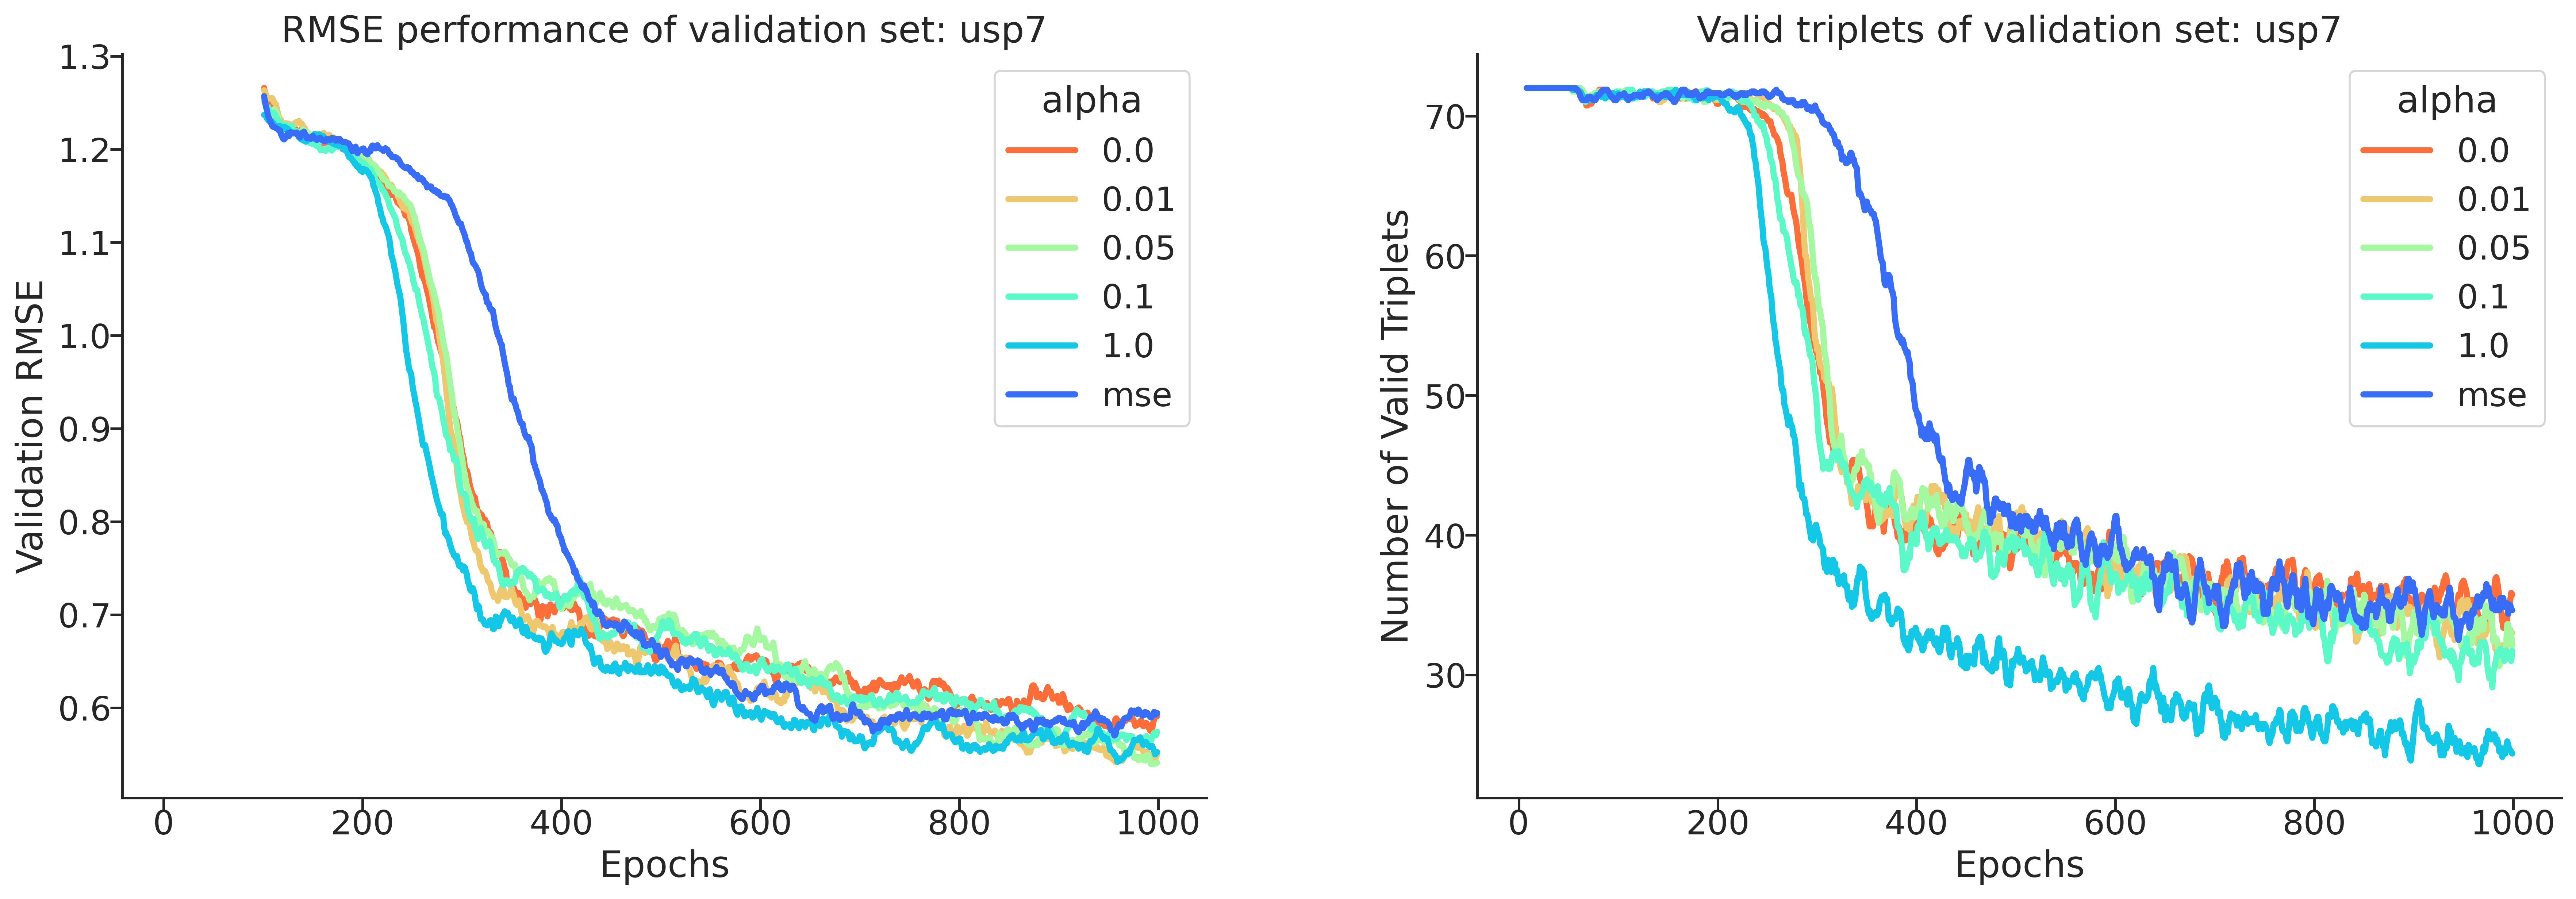 RMSE performance of validation set: usp7
1.3
1.2
1.1
1.0
0.9
0.8
0.7
0.6
Validation RMSE
0 200 400 600 800 1000
Epochs
alpha
0.0
0.01
0.05
0.1
1.0
mse
Valid triplets of validation set: usp7
70
60
50
40
30
Number of Valid Triplets
0 200 400 600 800 1000
Epochs
alpha
0.0
0.01
0.05
0.1
1.0
mse